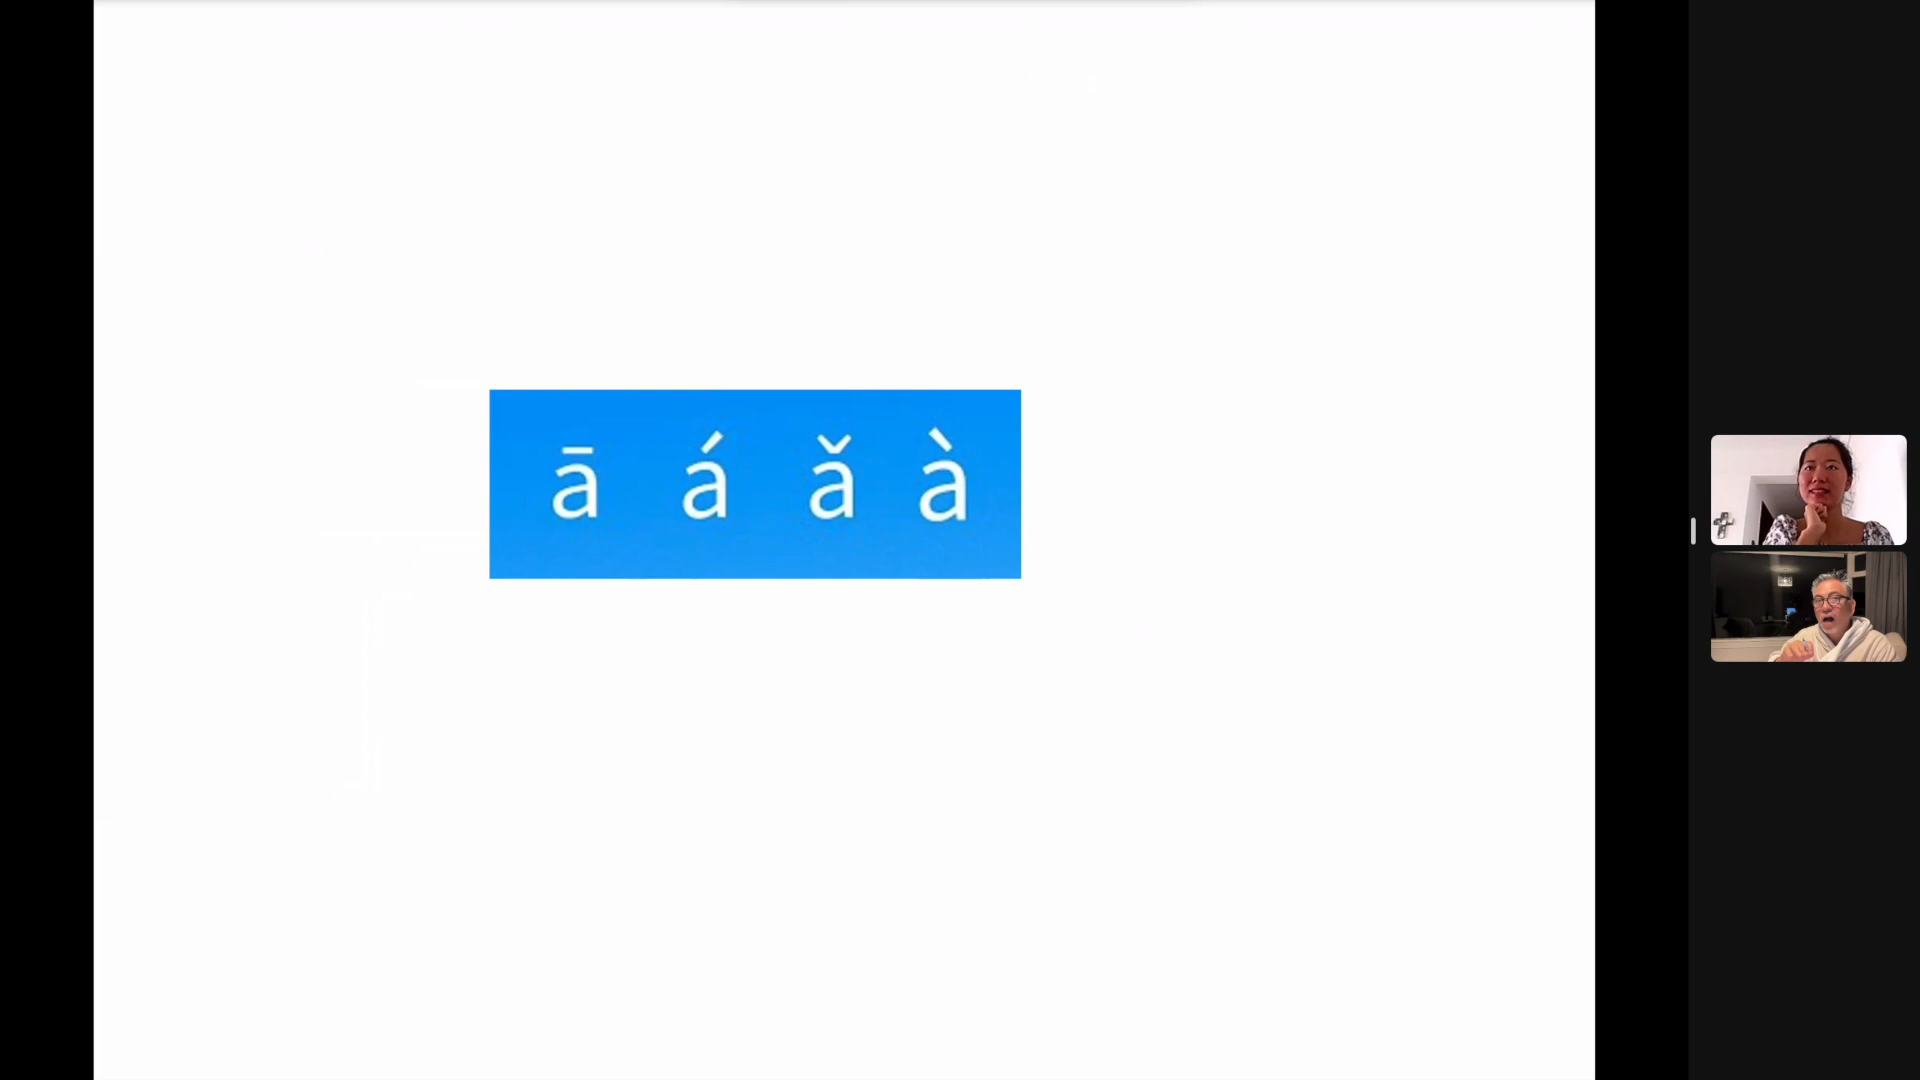 ā á ǎ à